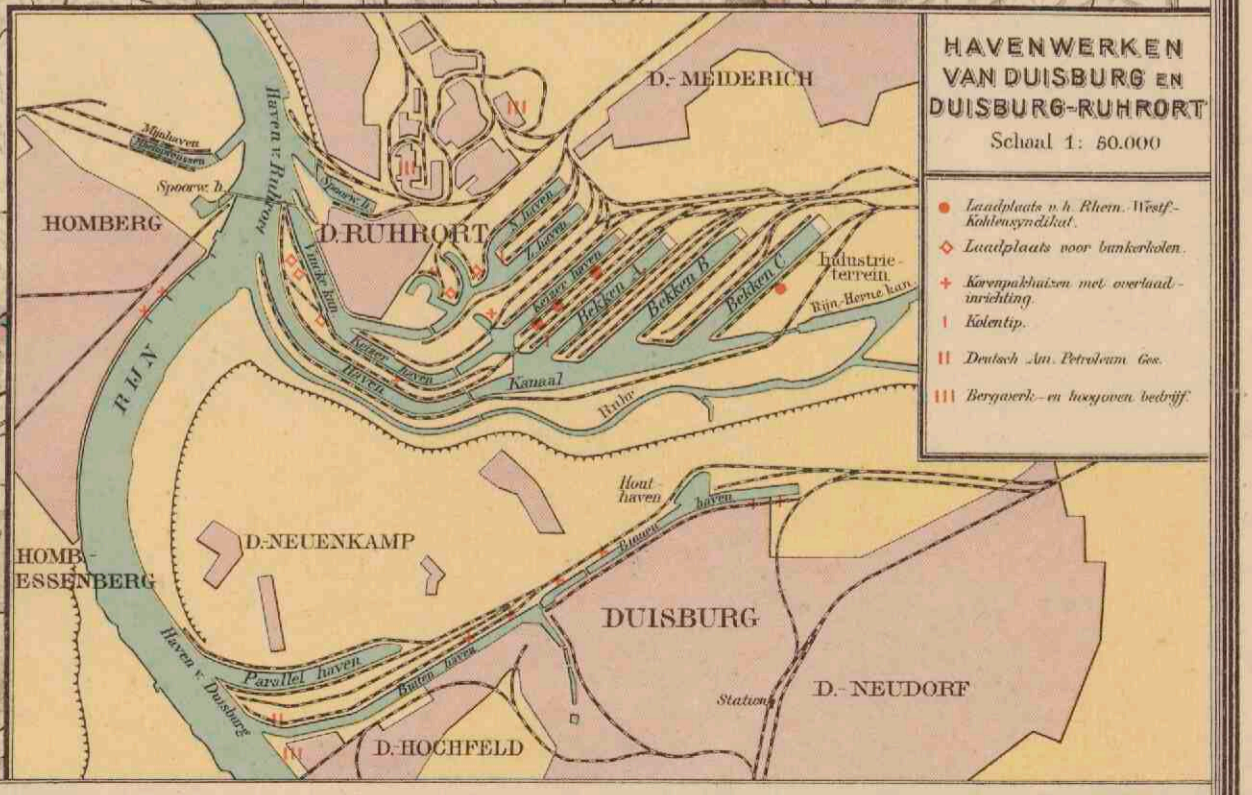 HAVENWERKEN
VAN DUISBURG EN
DUISBURG-RUHRORT
Schaal 1: 50.000
Laadplaats v.h. Rhein.-Westf.-
Kohlensyndikat.
Laadplaats voor bunkerkolen.
Korenpakhuizen met overlaad-
inrichting.
Kolentip.
Deutsch Am. Petroleum Ges.
Bergwerk- en hoogoven bedrijf.
D.-MEIDERICH
Haven v. Ruhrort
Mijnhaven
Spoorw. h.
Spoorw. h.
HOMBERG
D.RUHRORT
N. haven
Z. haven
Vincke kan.
Keizer haven
Bekken A
Bekken B
Bekken C
Industrie-
terrein
Rijn-Herne kan.
Keizer haven
Haven Kanaal
Ruhr
RIJN
Hout-
haven
Binnen haven
D.-NEUENKAMP
HOMB.-
ESSENBERG
DUISBURG
Haven v. Duisburg
Parallel haven
Buiten haven
Station
D.-NEUDORF
D.-HOCHFELD